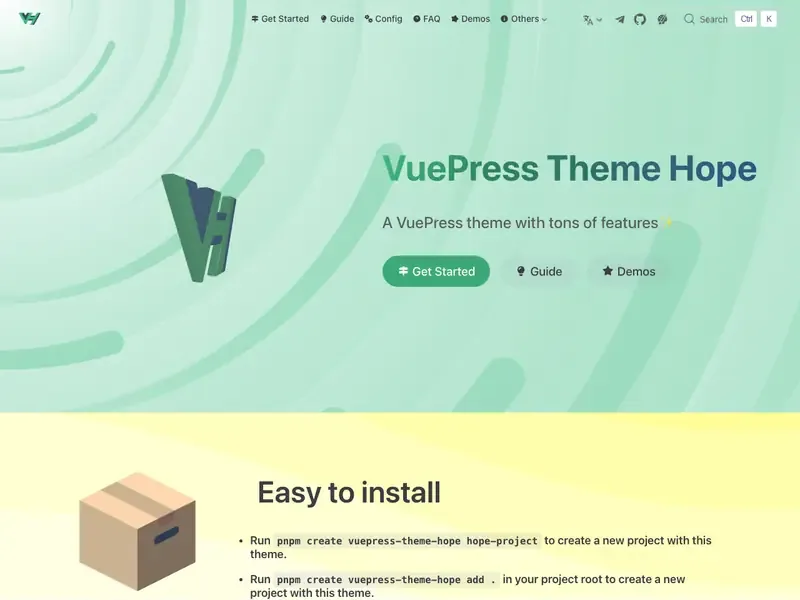 Get Started Guide Config FAQ Demos Others Search Ctrl K
VuePress Theme Hope
A VuePress theme with tons of features
Get Started Guide Demos
Easy to install
Run pnpm create vuepress-theme-hope hope-project to create a new project with this
theme.
Run pnpm create vuepress-theme-hope add . in your project root to create a new
project with this theme.